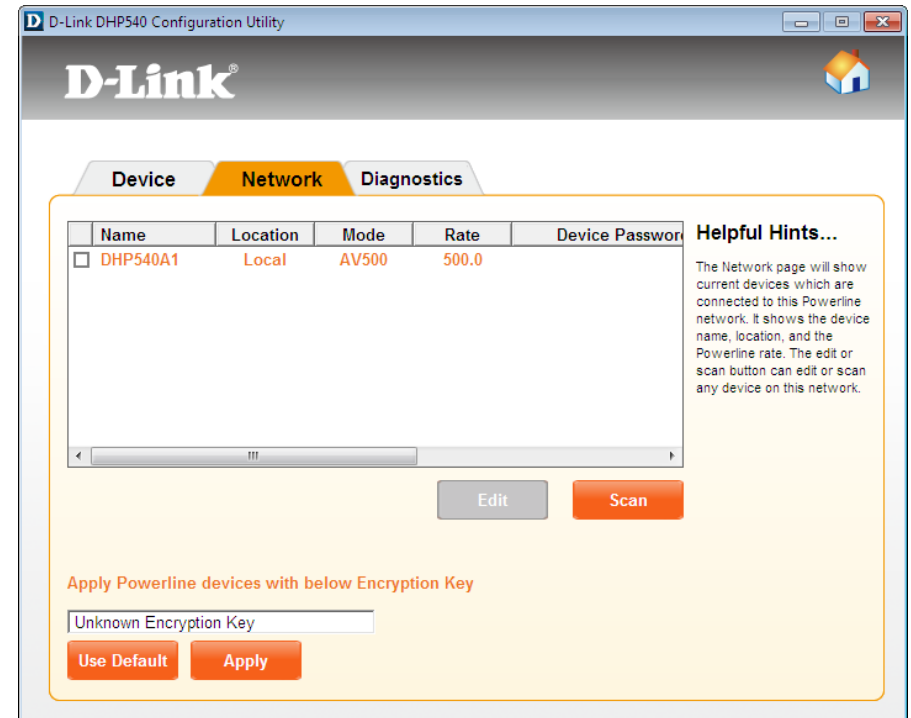 D-Link DHP540 Configuration Utility
D-Link®
Device Network Diagnostics
Name Location Mode Rate Device Passwor
DHP540A1 Local AV500 500.0
Helpful Hints...
The Network page will show
current devices which are
connected to this Powerline
network. It shows the device
name, location, and the
Powerline rate. The edit or
scan button can edit or scan
any device on this network.
Edit Scan
Apply Powerline devices with below Encryption Key
Unknown Encryption Key
Use Default Apply